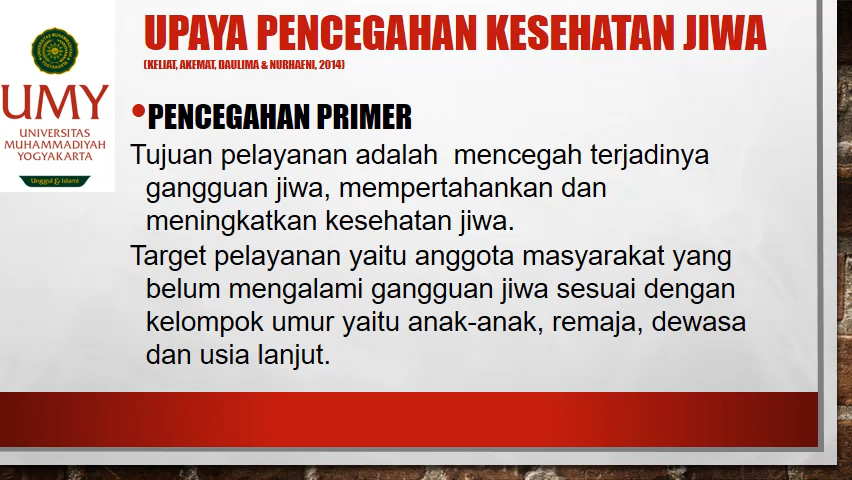 UPAYA PENCEGAHAN KESEHATAN JIWA
(KELIAT, AKEMAT, DAULIMA & NURHAENI, 2014)
UMY
UNIVERSITAS
MUHAMMADIYAH
YOGYAKARTA
Unggul & Islami
•PENCEGAHAN PRIMER
Tujuan pelayanan adalah mencegah terjadinya
gangguan jiwa, mempertahankan dan
meningkatkan kesehatan jiwa.
Target pelayanan yaitu anggota masyarakat yang
belum mengalami gangguan jiwa sesuai dengan
kelompok umur yaitu anak-anak, remaja, dewasa
dan usia lanjut.